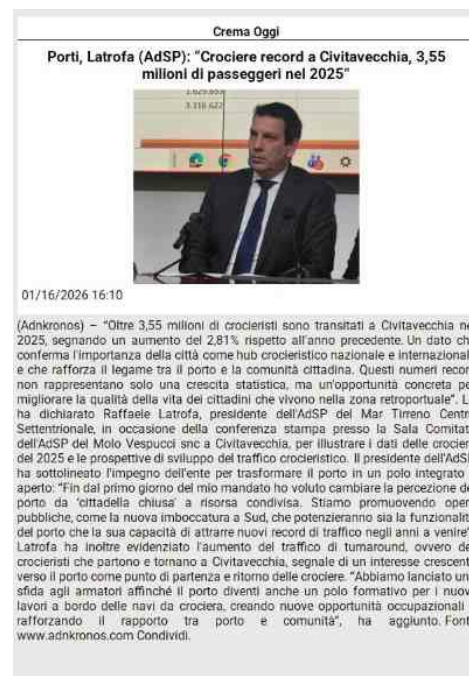 Crema Oggi
Porti, Latrofa (AdSP): "Crociere record a Civitavecchia, 3,55
milioni di passeggeri nel 2025"
3.316.622
01/16/2026 16:10
(Adnkronos) – "Oltre 3,55 milioni di crocieristi sono transitati a Civitavecchia ne
2025, segnando un aumento del 2,81% rispetto all'anno precedente. Un dato ch
conferma l'importanza della città come hub crocieristico nazionale e internazional
e che rafforza il legame tra il porto e la comunità cittadina. Questi numeri recor
non rappresentano solo una crescita statistica, ma un'opportunità concreta pe
migliorare la qualità della vita dei cittadini che vivono nella zona retroportuale". L
ha dichiarato Raffaele Latrofa, presidente dell'AdSP del Mar Tirreno Centr
Settentrionale, in occasione della conferenza stampa presso la Sala Comitat
dell'AdSP del Molo Vespucci snc a Civitavecchia, per illustrare i dati delle crocier
del 2025 e le prospettive di sviluppo del traffico crocieristico. Il presidente dell'AdS
ha sottolineato l'impegno dell'ente per trasformare il porto in un polo integrato
aperto: "Fin dal primo giorno del mio mandato ho voluto cambiare la percezione de
porto da 'cittadella chiusa' a risorsa condivisa. Stiamo promuovendo oper
pubbliche, come la nuova imboccatura a Sud, che potenzieranno sia la funzionalit
del porto che la sua capacità di attrarre nuovi record di traffico negli anni a venire"
Latrofa ha inoltre evidenziato l'aumento del traffico di turnaround, ovvero de
crocieristi che partono e tornano a Civitavecchia, segnale di un interesse crescent
verso il porto come punto di partenza e ritorno delle crociere. "Abbiamo lanciato un
sfida agli armatori affinché il porto diventi anche un polo formativo per i nuov
lavori a bordo delle navi da crociera, creando nuove opportunità occupazionali
rafforzando il rapporto tra porto e comunità", ha aggiunto. Font
www.adnkronos.com Condividi.